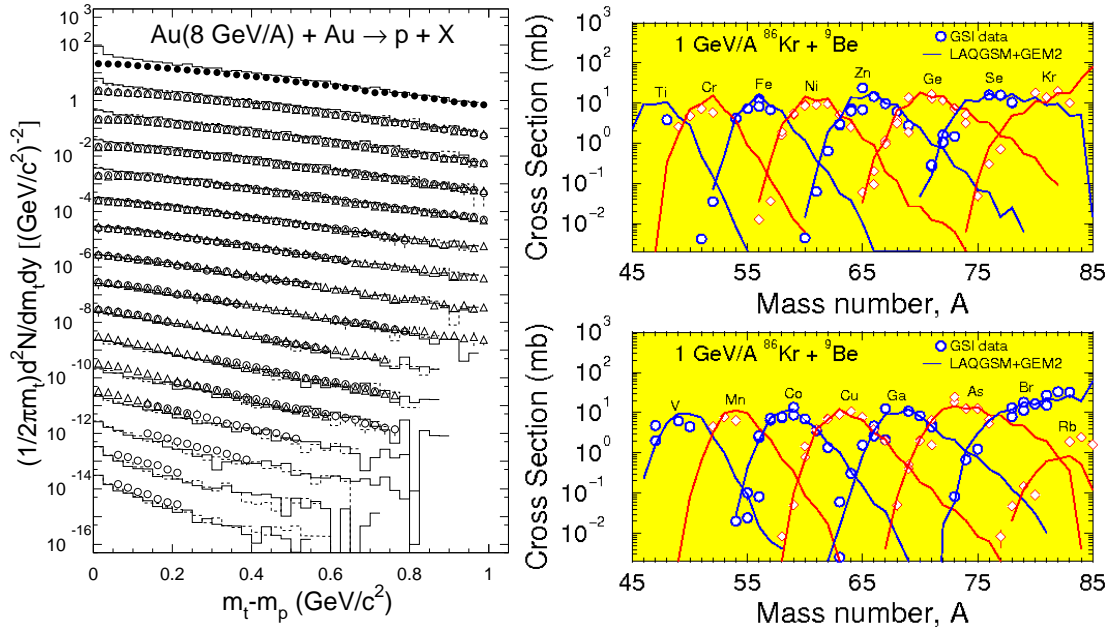 Au(8 GeV/A) + Au → p + X
(1/2πm_t)d²N/dm_tdy [(GeV/c²)⁻²]
10²
1
10⁻²
10⁻⁴
10⁻⁶
10⁻⁸
10⁻¹⁰
10⁻¹²
10⁻¹⁴
10⁻¹⁶
0 0.2 0.4 0.6 0.8 1
m_t-m_p (GeV/c²)
Cross Section (mb)
10³
10²
10¹
10⁰
10⁻¹
10⁻²
1 GeV/A ⁸⁶Kr + ⁹Be
GSI data
LAQGSM+GEM2
Ti Cr Fe Ni Zn Ge Se Kr
45 55 65 75 85
Mass number, A
Cross Section (mb)
10³
10²
10¹
10⁰
10⁻¹
10⁻²
1 GeV/A ⁸⁶Kr + ⁹Be
GSI data
LAQGSM+GEM2
V Mn Co Cu Ga As Br Rb
45 55 65 75 85
Mass number, A